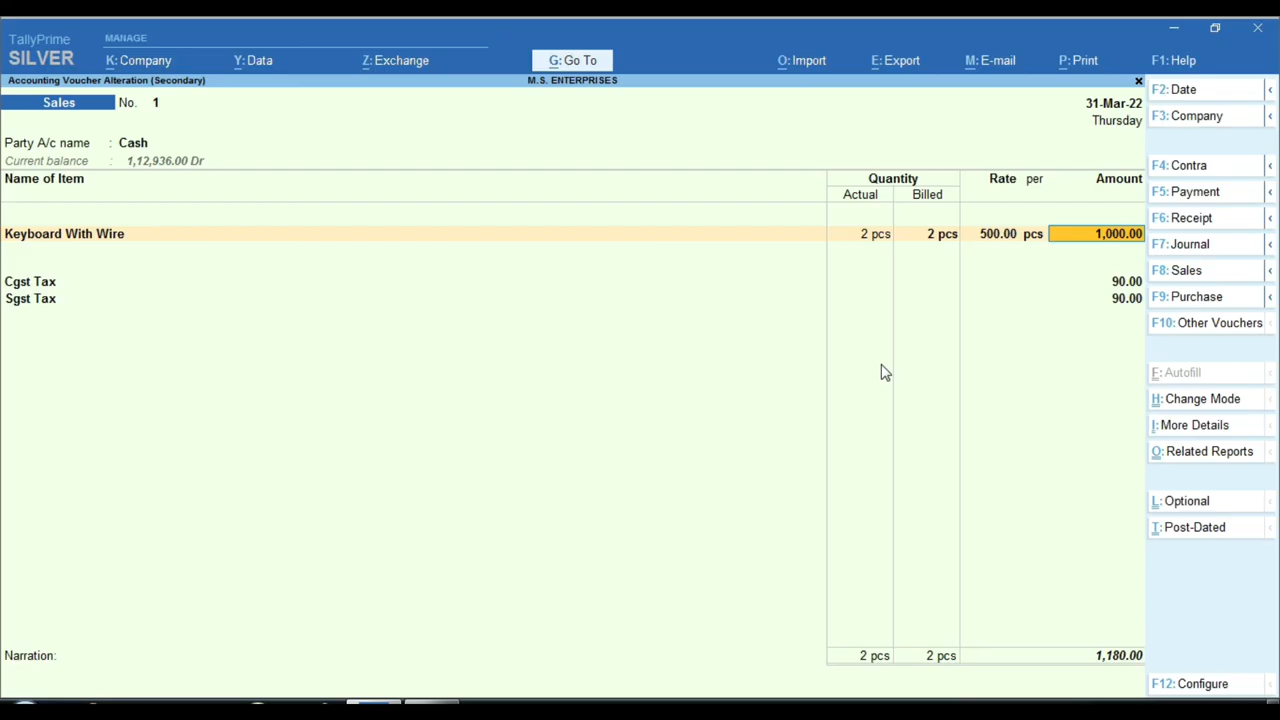 TallyPrime
SILVER
MANAGE
K: Company Y: Data Z: Exchange G: Go To O: Import E: Export M: E-mail P: Print F1: Help
Accounting Voucher Alteration (Secondary) M.S. ENTERPRISES ×
Sales No. 1 31-Mar-22
Thursday
Party A/c name : Cash
Current balance : 1,12,936.00 Dr
Name of Item Quantity Rate per Amount
Actual Billed
Keyboard With Wire 2 pcs 2 pcs 500.00 pcs 1,000.00
Cgst Tax 90.00
Sgst Tax 90.00
Narration: 2 pcs 2 pcs 1,180.00
F2: Date <
F3: Company <
F4: Contra <
F5: Payment <
F6: Receipt <
F7: Journal <
F8: Sales <
F9: Purchase <
F10: Other Vouchers <
F: Autofill <
H: Change Mode <
I: More Details <
O: Related Reports <
L: Optional <
T: Post-Dated <
F12: Configure <